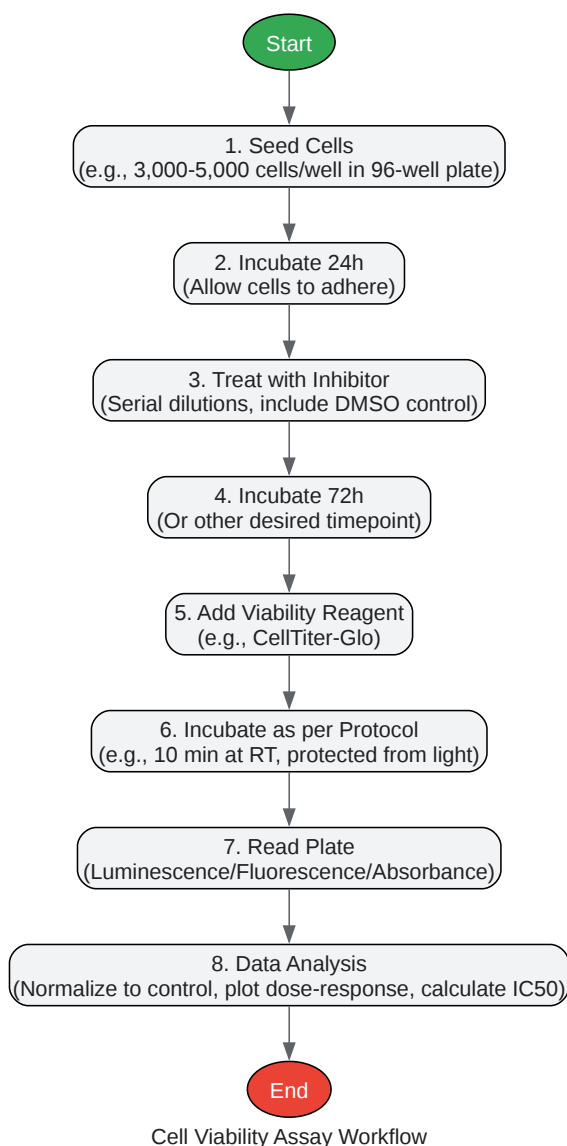 Start
1. Seed Cells
(e.g., 3,000-5,000 cells/well in 96-well plate)
2. Incubate 24h
(Allow cells to adhere)
3. Treat with Inhibitor
(Serial dilutions, include DMSO control)
4. Incubate 72h
(Or other desired timepoint)
5. Add Viability Reagent
(e.g., CellTiter-Glo)
6. Incubate as per Protocol
(e.g., 10 min at RT, protected from light)
7. Read Plate
(Luminescence/Fluorescence/Absorbance)
8. Data Analysis
(Normalize to control, plot dose-response, calculate IC50)
End
Cell Viability Assay Workflow